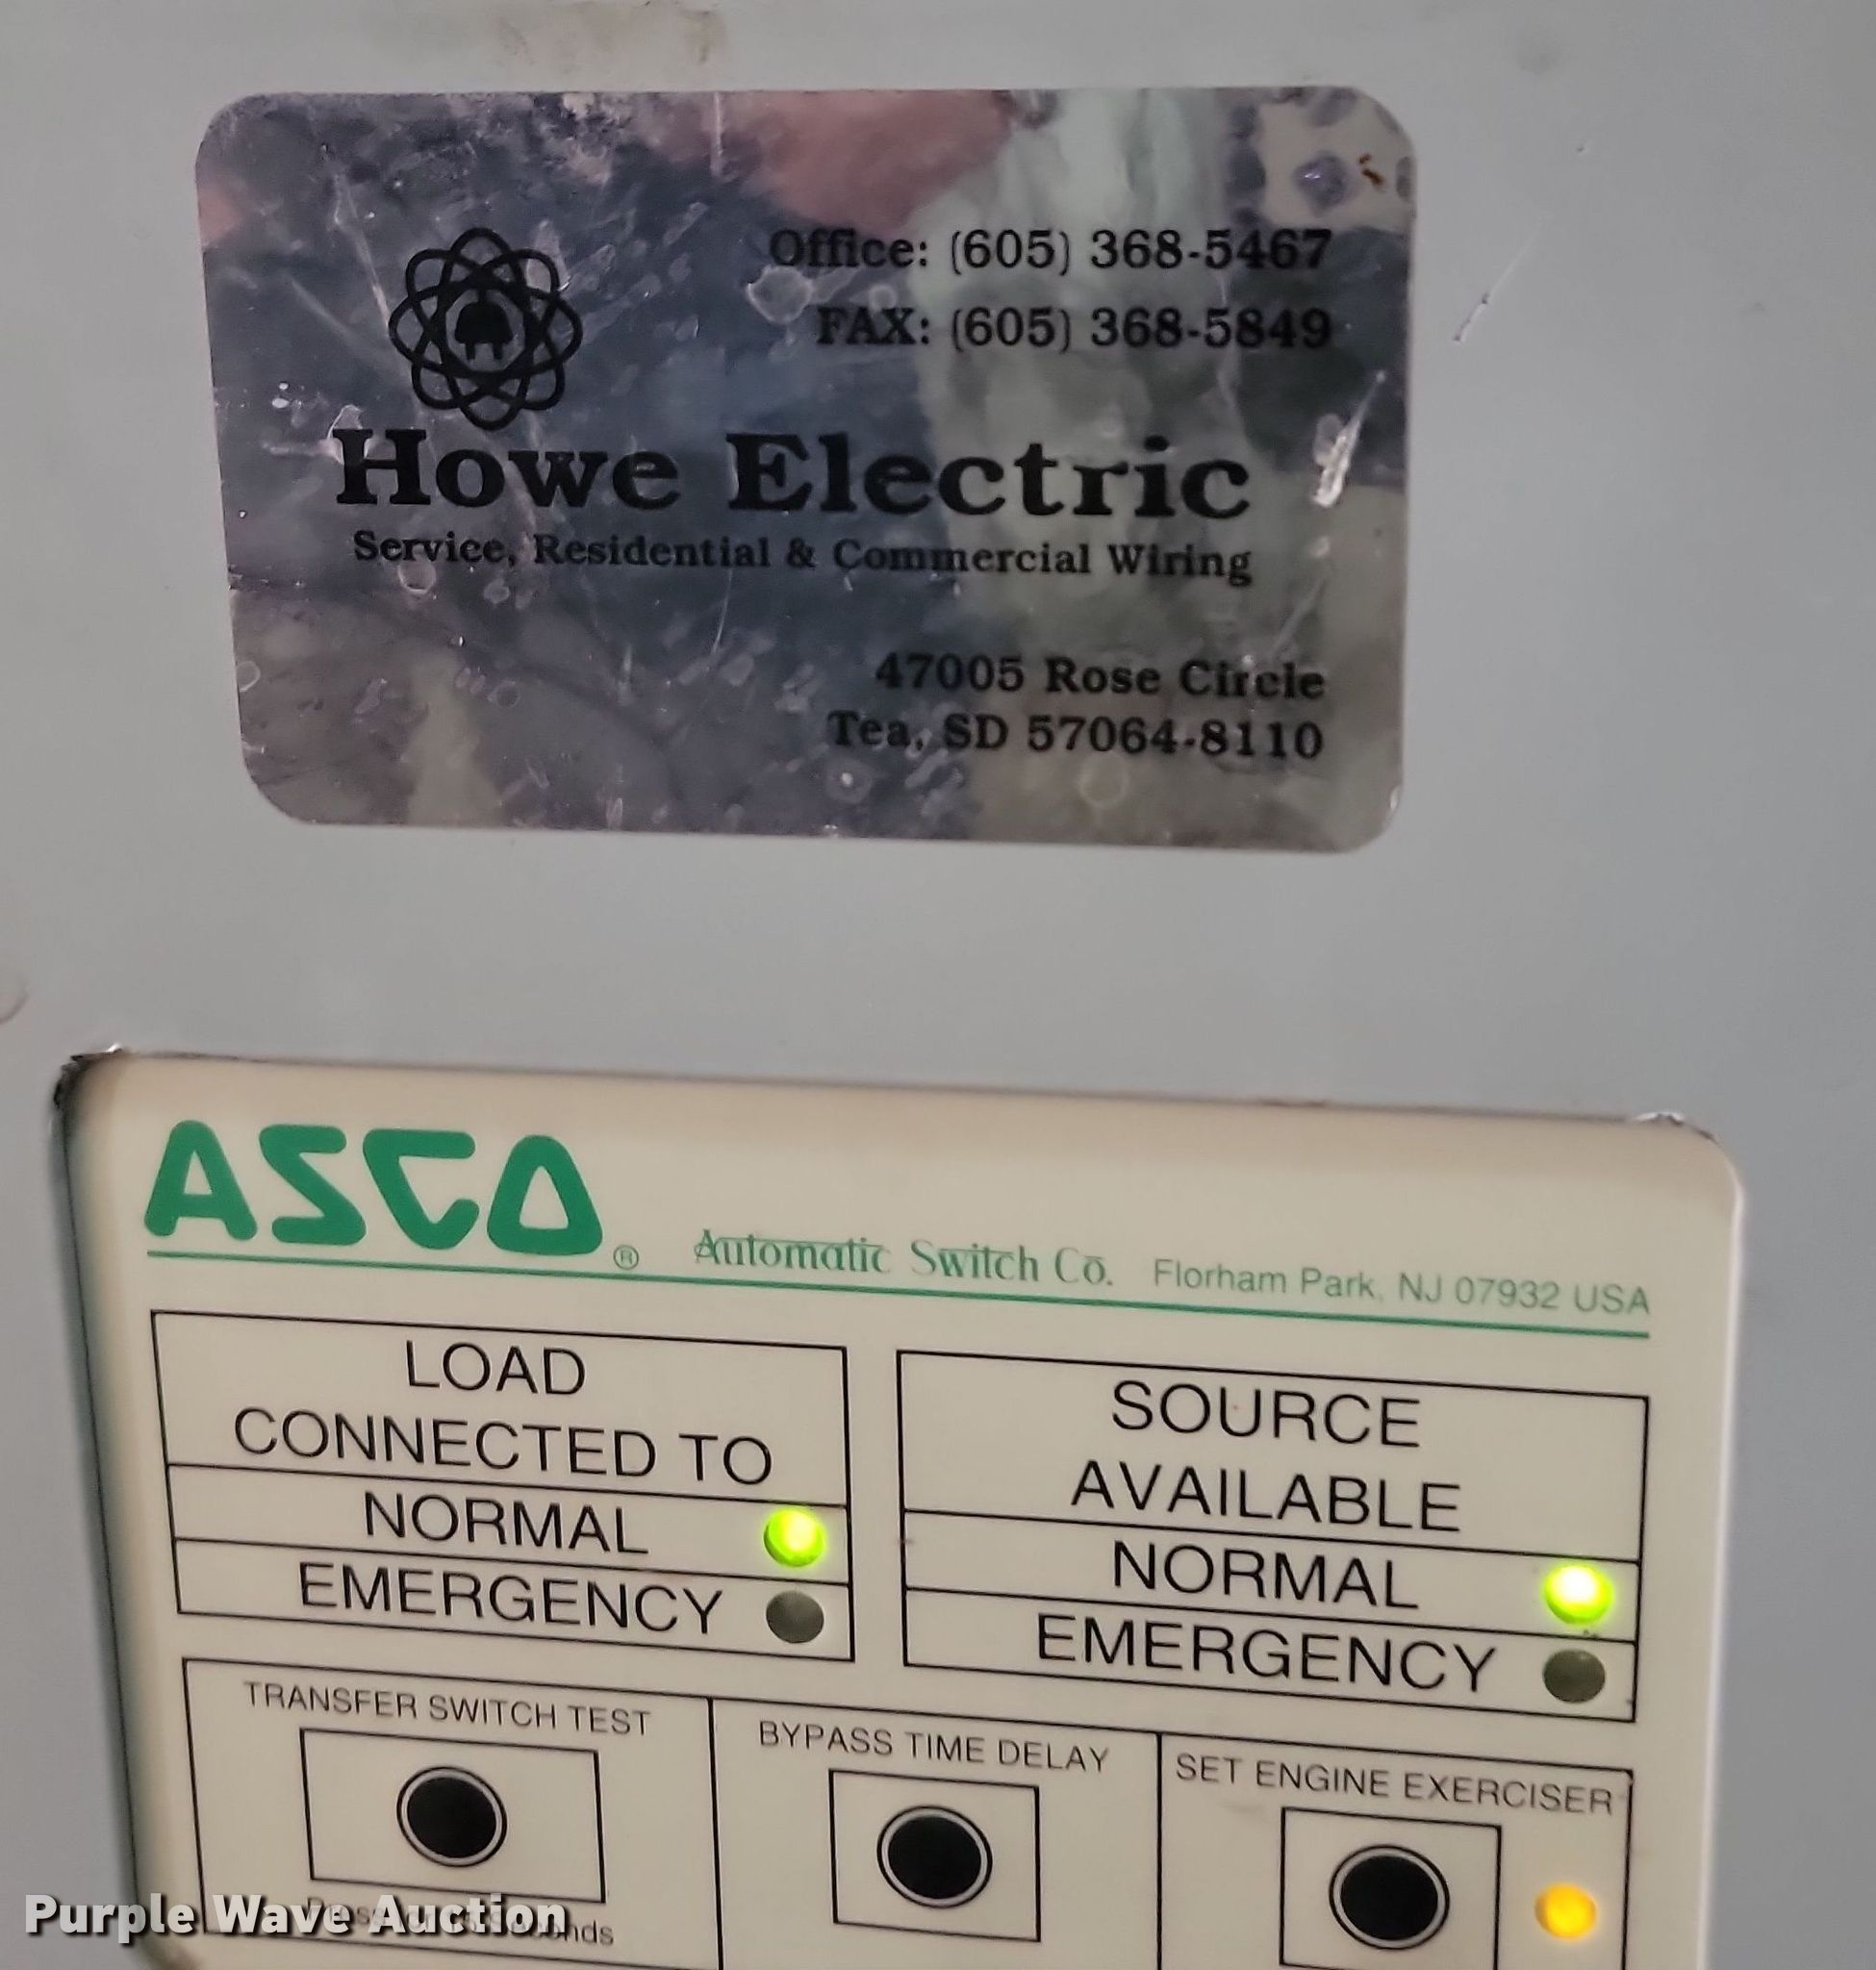 Office: (605) 368-5467
FAX: (605) 368-5849
Howe Electric
Service, Residential & Commercial Wiring
47005 Rose Circle
Tea, SD 57064-8110
ASCO®
Automatic Switch Co. Florham Park, NJ 07932 USA
LOAD
CONNECTED TO
NORMAL
EMERGENCY
SOURCE
AVAILABLE
NORMAL
EMERGENCY
TRANSFER SWITCH TEST
BYPASS TIME DELAY
SET ENGINE EXERCISER
Seconds
Purple Wave Auction